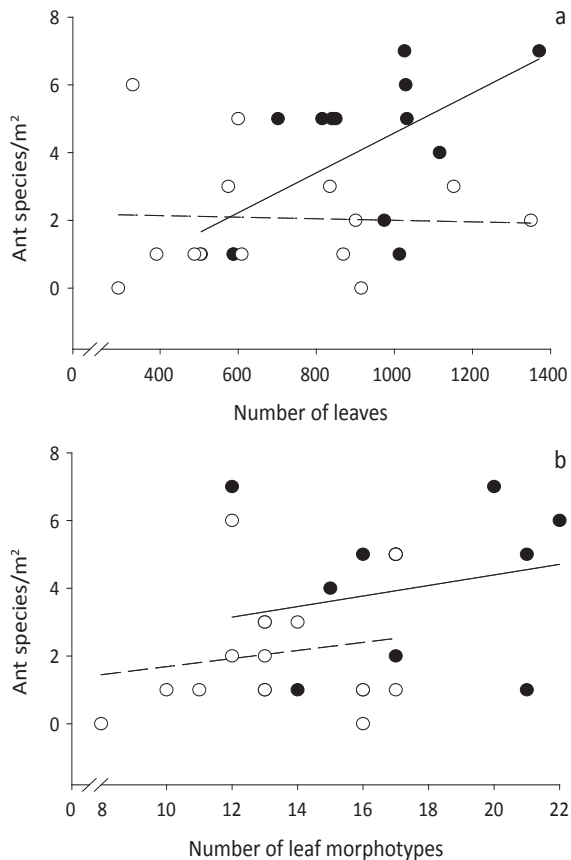 a
8
6
4
2
0
Ant species/m²
0 400 600 800 1000 1200 1400
Number of leaves
b
8
6
4
2
0
Ant species/m²
0 8 10 12 14 16 18 20 22
Number of leaf morphotypes